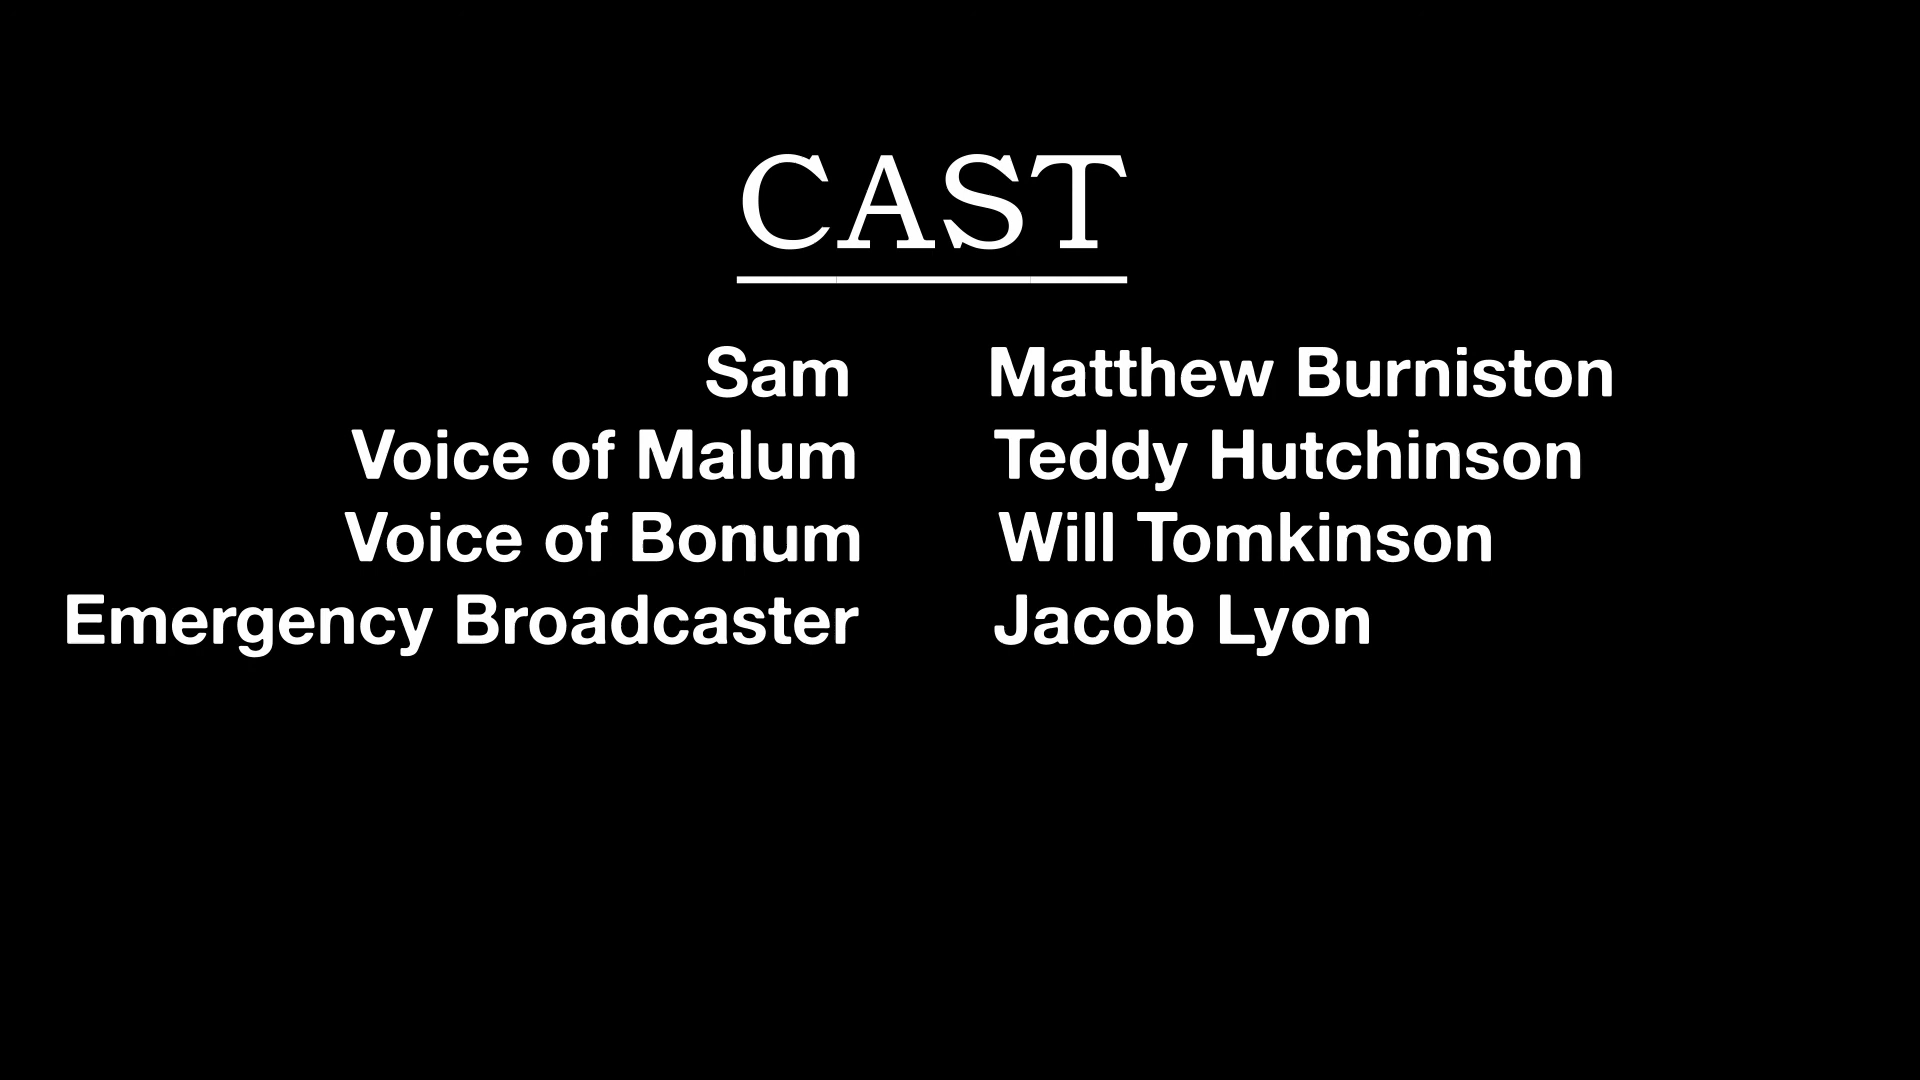 CAST
Sam Matthew Burniston
Voice of Malum Teddy Hutchinson
Voice of Bonum Will Tomkinson
Emergency Broadcaster Jacob Lyon